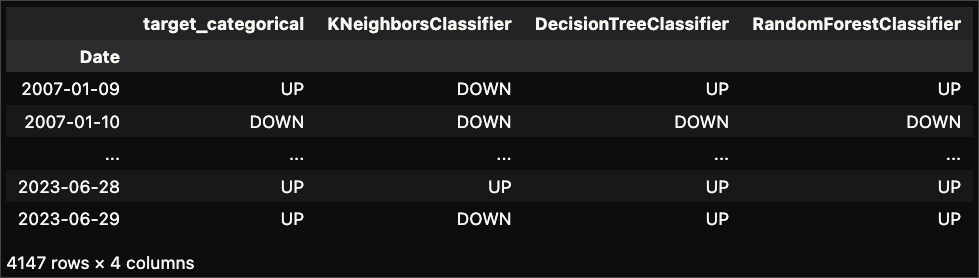 target_categorical KNeighborsClassifier DecisionTreeClassifier RandomForestClassifier
Date
2007-01-09 UP DOWN UP UP
2007-01-10 DOWN DOWN DOWN DOWN
... ... ... ... ...
2023-06-28 UP UP UP UP
2023-06-29 UP DOWN UP UP
4147 rows × 4 columns